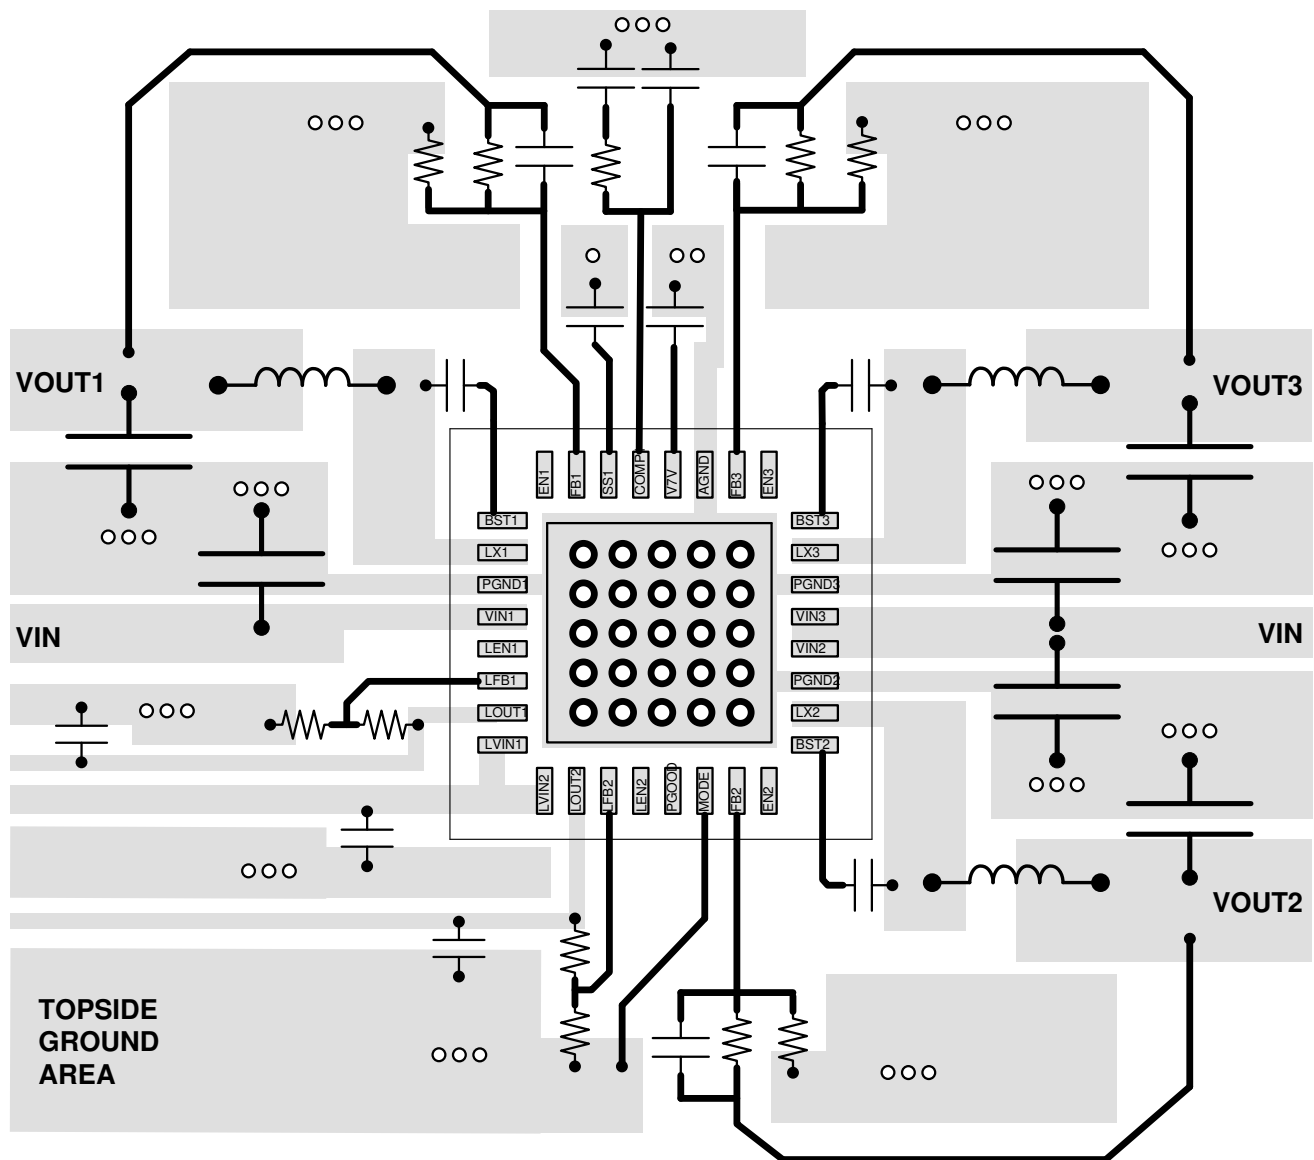 VOUT1
VOUT3
EN1
FB1
SS1
COMP
V7V
AGND
FB3
EN3
BST1
BST3
LX1
LX3
PGND1
PGND3
VIN1
VIN3
VIN
VIN
LEN1
VIN2
LFB1
PGND2
LOUT1
LX2
LVIN1
BST2
LVIN2
LOUT2
LFB2
LEN2
PGOOD
MODE
FB2
EN2
VOUT2
TOPSIDE
GROUND
AREA